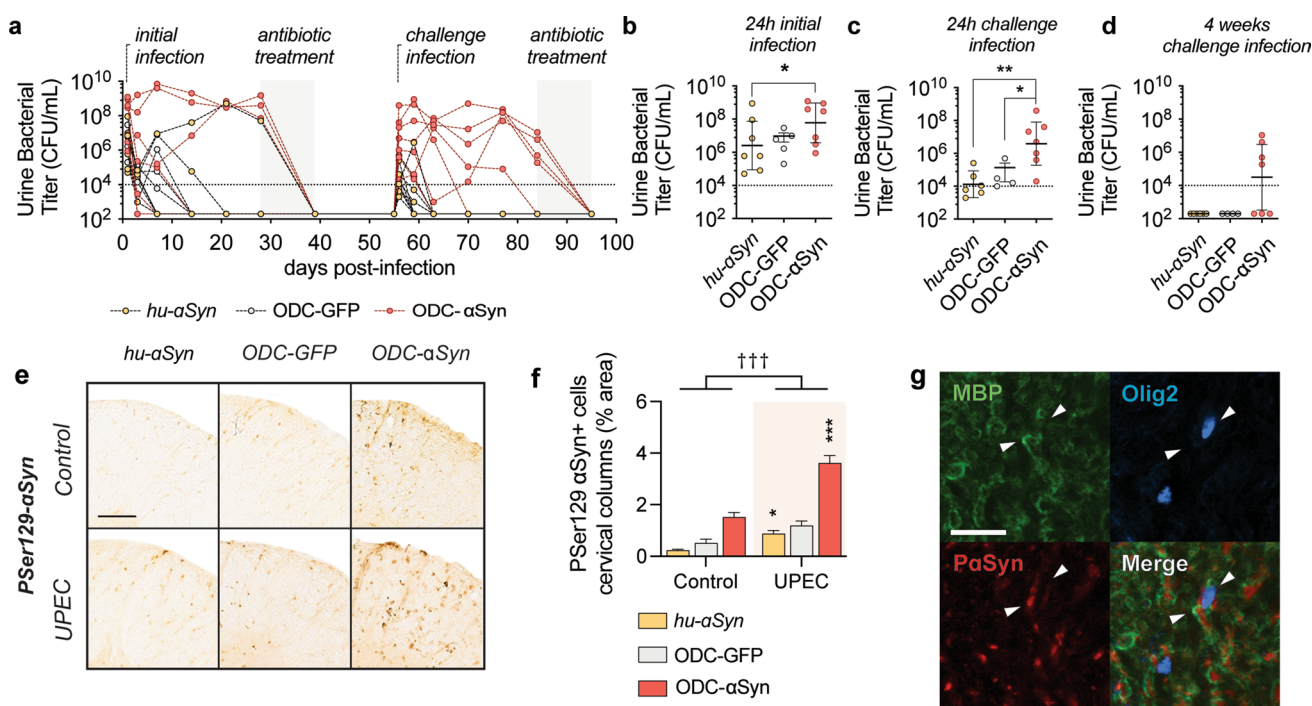 a
initial
infection
antibiotic
treatment
challenge
infection
antibiotic
treatment
Urine Bacterial
Titer (CFU/mL)
10^10
10^8
10^6
10^4
10^2
0 10 20 30 40 50 60 70 80 90 100
days post-infection
hu-αSyn ODC-GFP ODC-αSyn
b
24h initial
infection
*
Urine Bacterial
Titer (CFU/mL)
10^10
10^8
10^6
10^4
10^2
hu-αSyn
ODC-GFP
ODC-αSyn
c
24h challenge
infection
**
*
Urine Bacterial
Titer (CFU/mL)
10^10
10^8
10^6
10^4
10^2
hu-αSyn
ODC-GFP
ODC-αSyn
d
4 weeks
challenge infection
Urine Bacterial
Titer (CFU/mL)
10^10
10^8
10^6
10^4
10^2
hu-αSyn
ODC-GFP
ODC-αSyn
e
hu-αSyn ODC-GFP ODC-αSyn
PSer129-αSyn
Control
UPEC
f
PSer129 αSyn+ cells
cervical columns (% area)
†††
6
4
2
0
*
***
Control UPEC
hu-αSyn
ODC-GFP
ODC-αSyn
g
MBP Olig2
PαSyn Merge